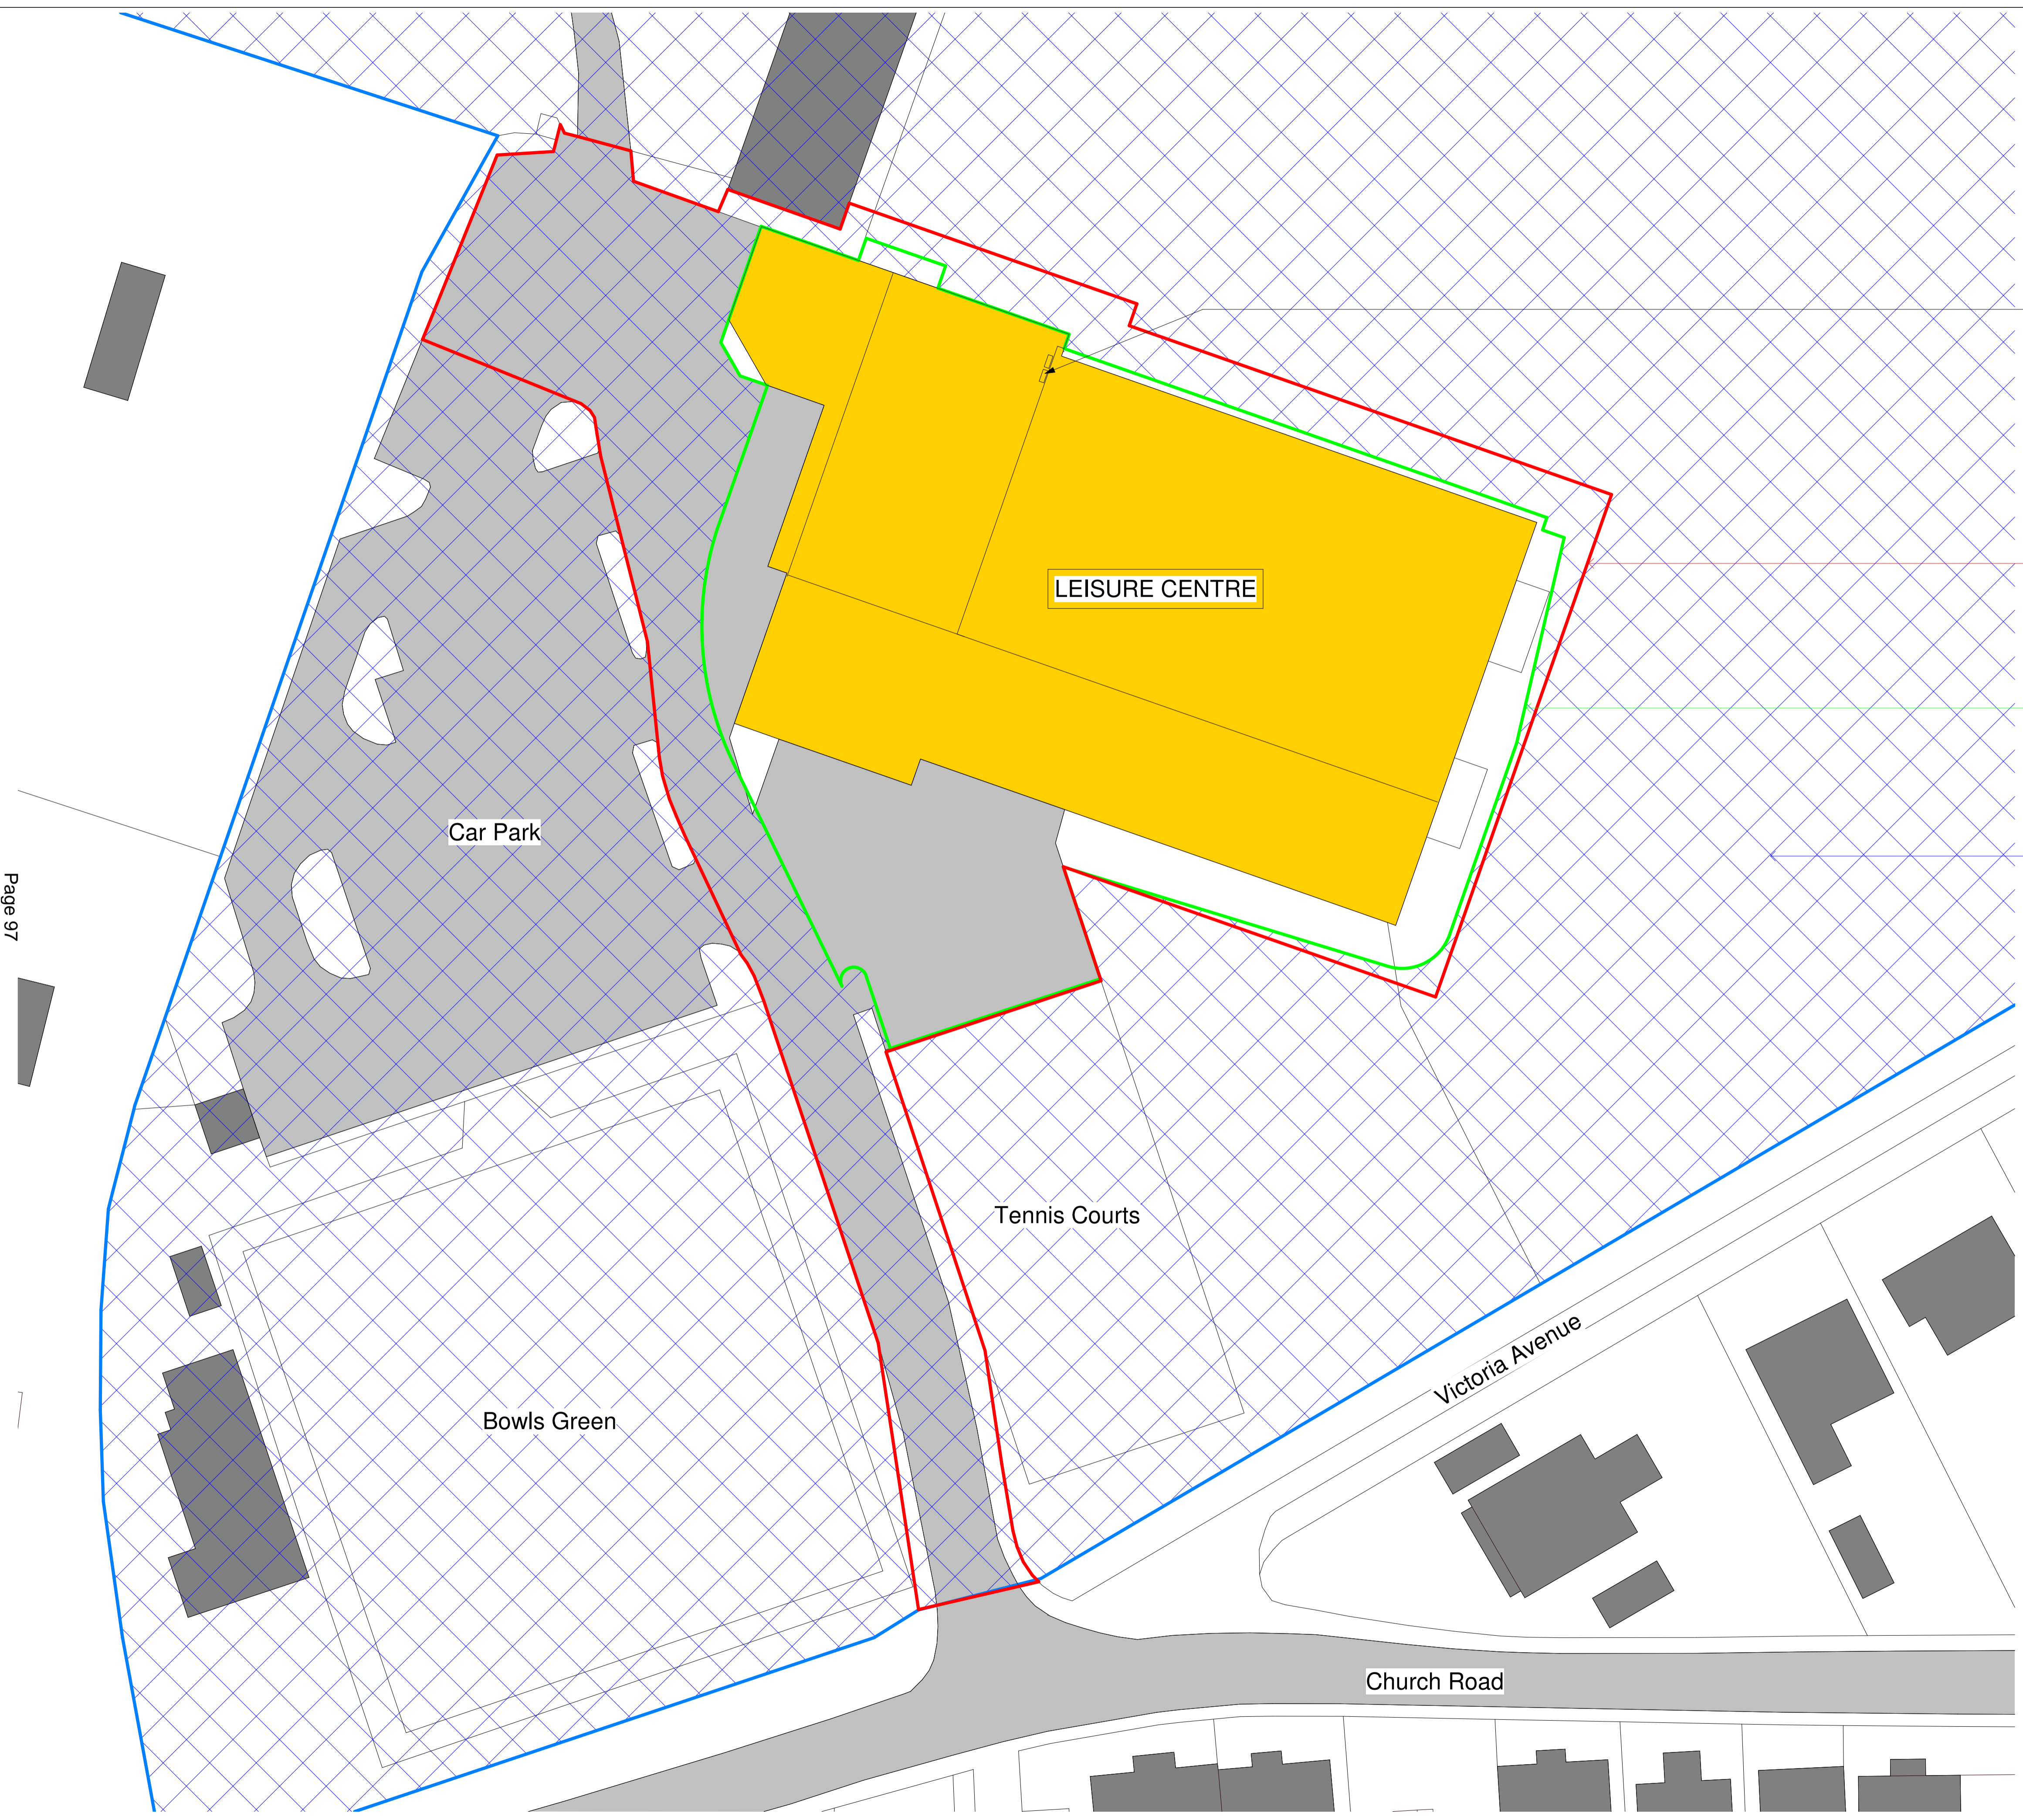 LEISURE CENTRE
Car Park
Page 97
Tennis Courts
Victoria Avenue
Bowls Green
Church Road